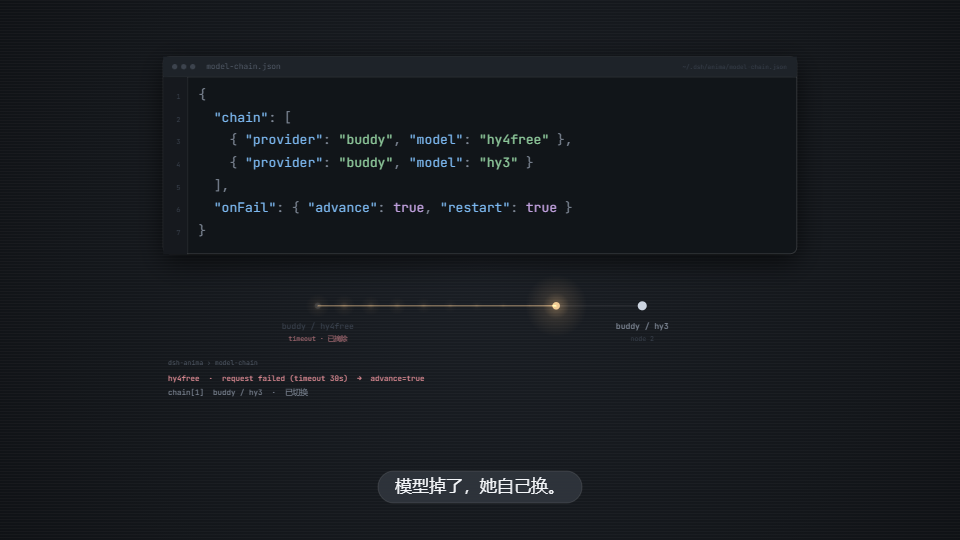 model-chain.json
1 {
2 "chain": [
3 { "provider": "buddy", "model": "hy4free" },
4 { "provider": "buddy", "model": "hy3" }
5 ],
6 "onFail": { "advance": true, "restart": true }
7 }
buddy / hy4free
buddy / hy3
timeout · 已摘除
node 2
dsh-anima › model-chain
hy4free · request failed (timeout 30s) → advance=true
chain[1] buddy / hy3 · 已切换
模型掉了，她自己换。